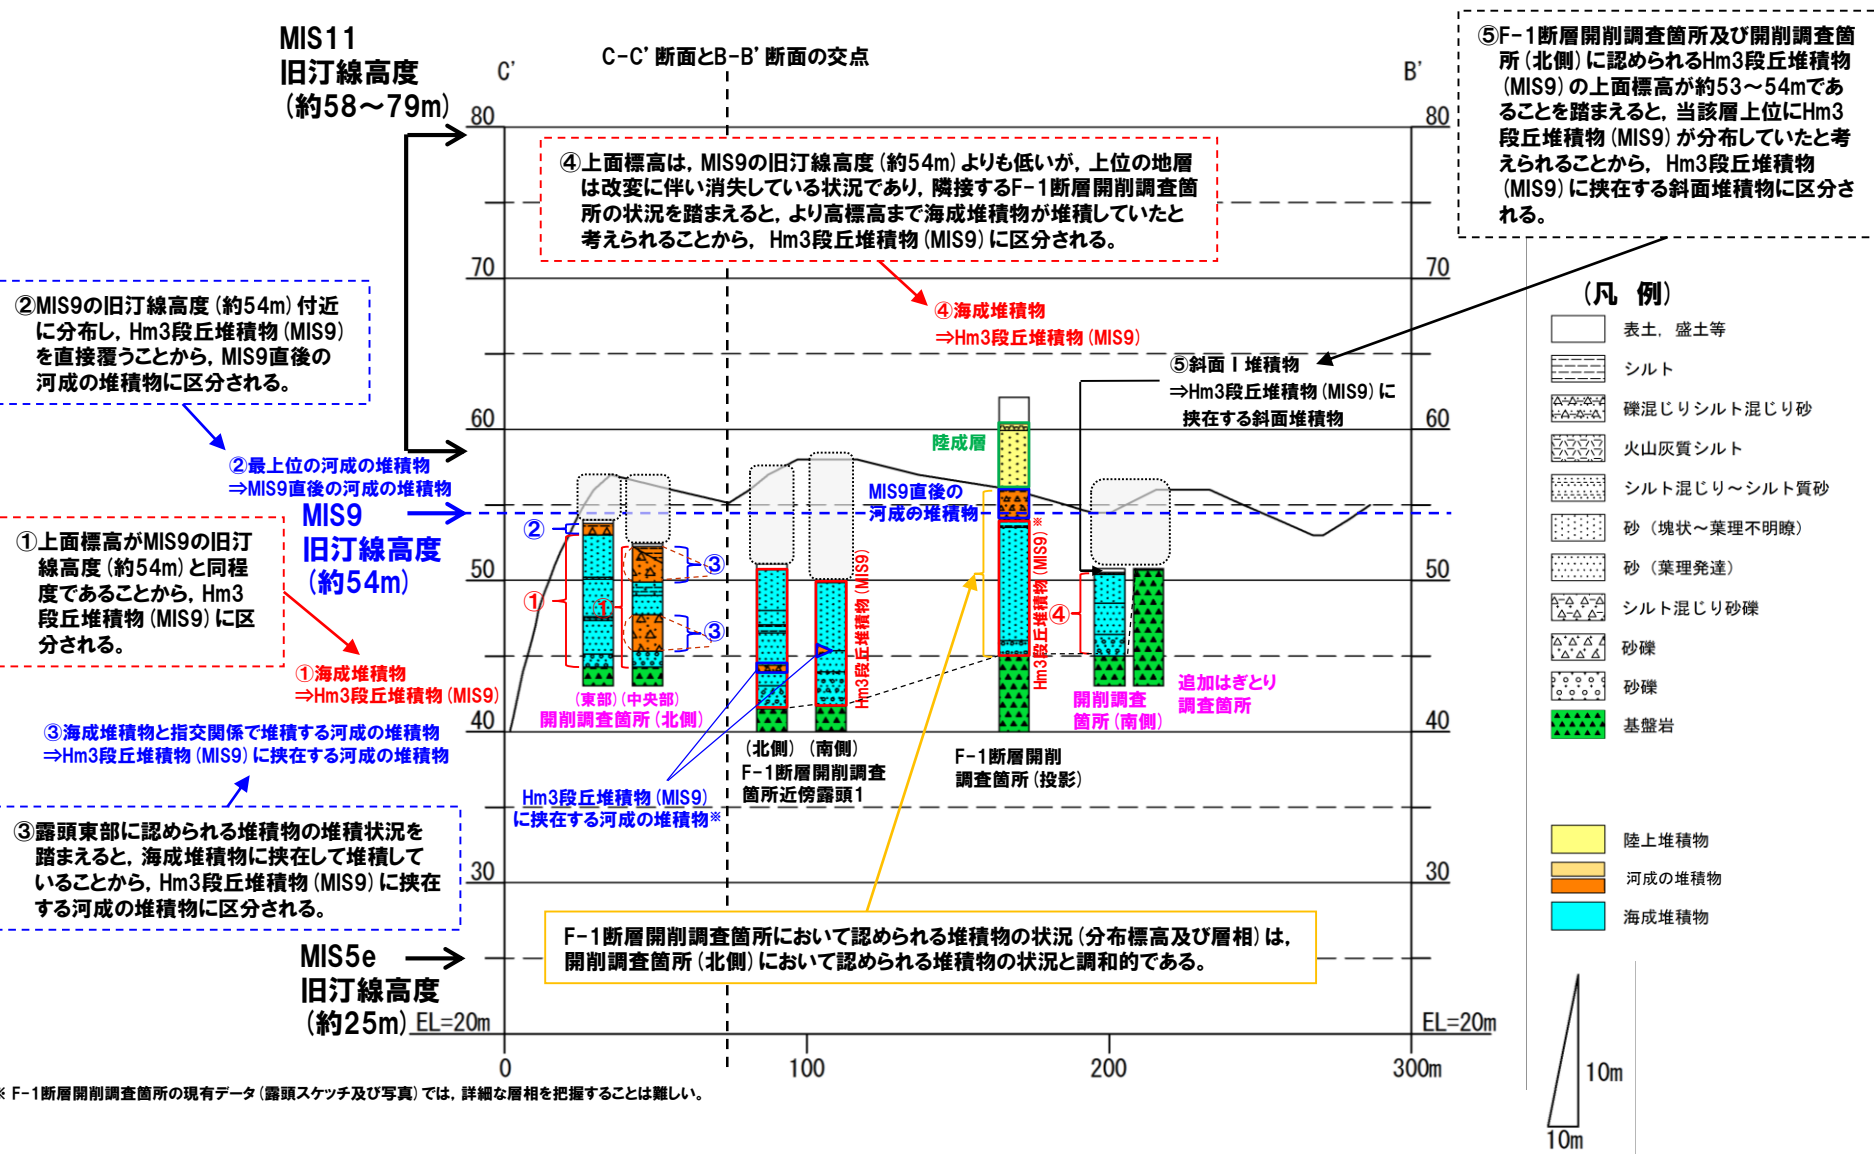 MIS11
旧汀線高度
(約58～79m)
C-C’断面とB-B’断面の交点
C’
B’
⑤F-1断層開削調査箇所及び開削調査箇
所(北側)に認められるHm3段丘堆積物
(MIS9)の上面標高が約53～54mであ
ることを踏まえると，当該層上位にHm3
段丘堆積物(MIS9)が分布していたと考
えられることから， Hm3段丘堆積物
(MIS9)に挟在する斜面堆積物に区分さ
れる。
80
80
④上面標高は，MIS9の旧汀線高度(約54m)よりも低いが，上位の地層
は改変に伴い消失している状況であり，隣接するF-1断層開削調査箇
所の状況を踏まえると，より高標高まで海成堆積物が堆積していたと
考えられることから， Hm3段丘堆積物(MIS9)に区分される。
70
70
②MIS9の旧汀線高度(約54m)付近
に分布し，Hm3段丘堆積物(MIS9)
を直接覆うことから，MIS9直後の
河成の堆積物に区分される。
④海成堆積物
⇒Hm3段丘堆積物(MIS9)
⑤斜面Ⅰ堆積物
⇒Hm3段丘堆積物(MIS9)に
挟在する斜面堆積物
60
60
陸成層
②最上位の河成の堆積物
⇒MIS9直後の河成の堆積物
MIS9
旧汀線高度
(約54m)
MIS9直後の
河成の堆積物
①上面標高がMIS9の旧汀
線高度(約54m)と同程
度であることから，Hm3
段丘堆積物(MIS9)に区
分される。
②
①
①
③
③
④
50
50
Hm3段丘堆積物(MIS9)
Hm3段丘堆積物(MIS9)※
①海成堆積物
⇒Hm3段丘堆積物(MIS9)
(東部)(中央部)
開削調査箇所(北側)
開削調査
箇所(南側)
追加はぎとり
調査箇所
40
40
③海成堆積物と指交関係で堆積する河成の堆積物
⇒Hm3段丘堆積物(MIS9)に挟在する河成の堆積物
(北側) (南側)
F-1断層開削調査
箇所近傍露頭1
F-1断層開削
調査箇所(投影)
Hm3段丘堆積物(MIS9)
に挟在する河成の堆積物※
③露頭東部に認められる堆積物の堆積状況を
踏まえると，海成堆積物に挟在して堆積して
いることから，Hm3段丘堆積物(MIS9)に挟在
する河成の堆積物に区分される。
30
30
F-1断層開削調査箇所において認められる堆積物の状況(分布標高及び層相)は，
開削調査箇所(北側)において認められる堆積物の状況と調和的である。
MIS5e
旧汀線高度
(約25m)
EL=20m
EL=20m
0
100
200
300m
(凡 例)
表土，盛土等
シルト
礫混じりシルト混じり砂
火山灰質シルト
シルト混じり～シルト質砂
砂（塊状～葉理不明瞭）
砂（葉理発達）
シルト混じり砂礫
砂礫
砂礫
基盤岩
陸上堆積物
河成の堆積物
海成堆積物
10m
10m
※ F-1断層開削調査箇所の現有データ(露頭スケッチ及び写真)では，詳細な層相を把握することは難しい。